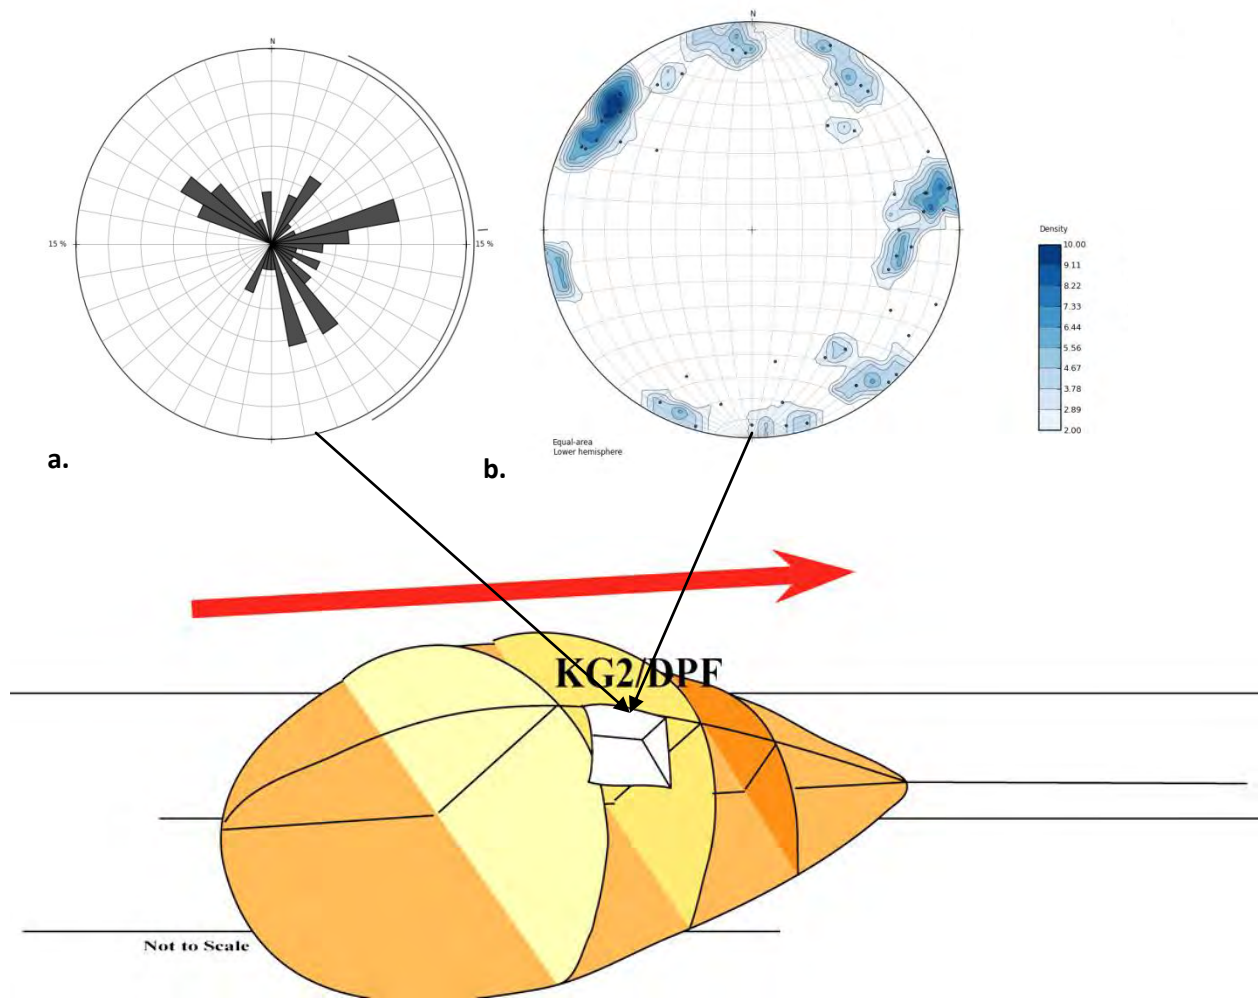 N
15 %
15 %
a.
N
Equal-area
Lower hemisphere
b.
Density
10.00
9.11
8.22
7.33
6.44
5.56
4.67
3.78
2.89
2.00
KG2/DPF
Not to Scale